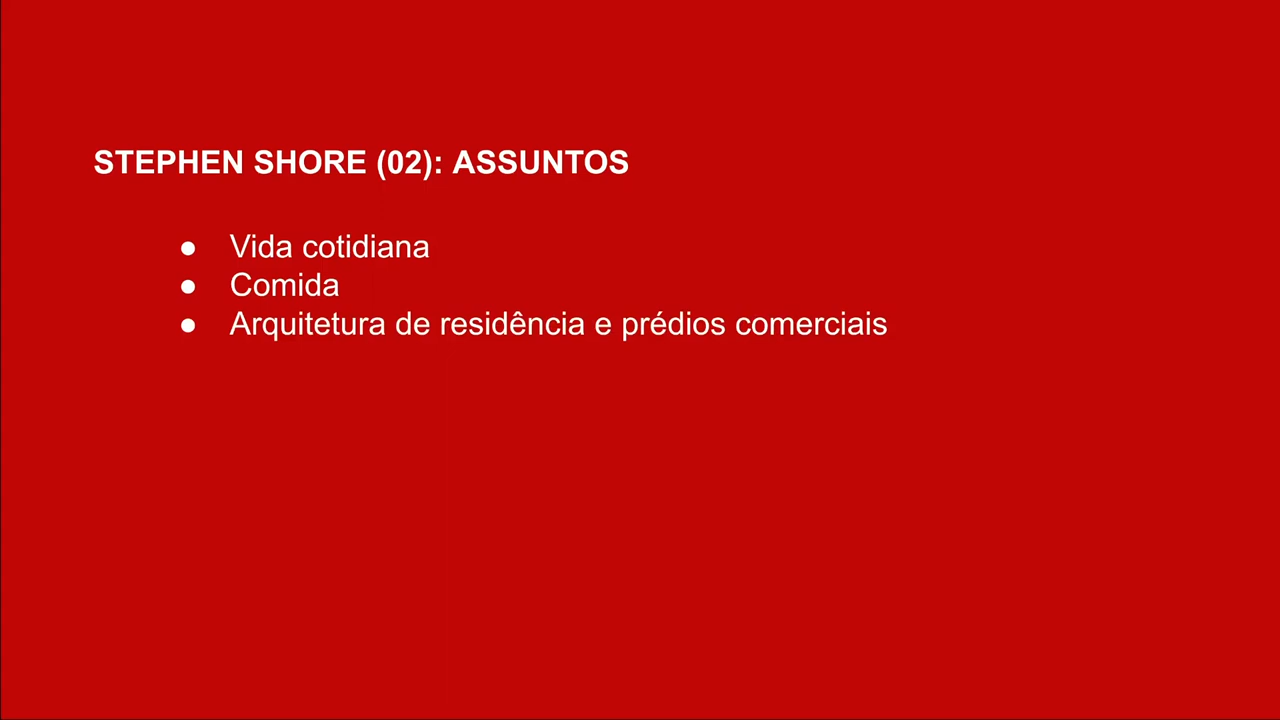 STEPHEN SHORE (02): ASSUNTOS
● Vida cotidiana
● Comida
● Arquitetura de residência e prédios comerciais